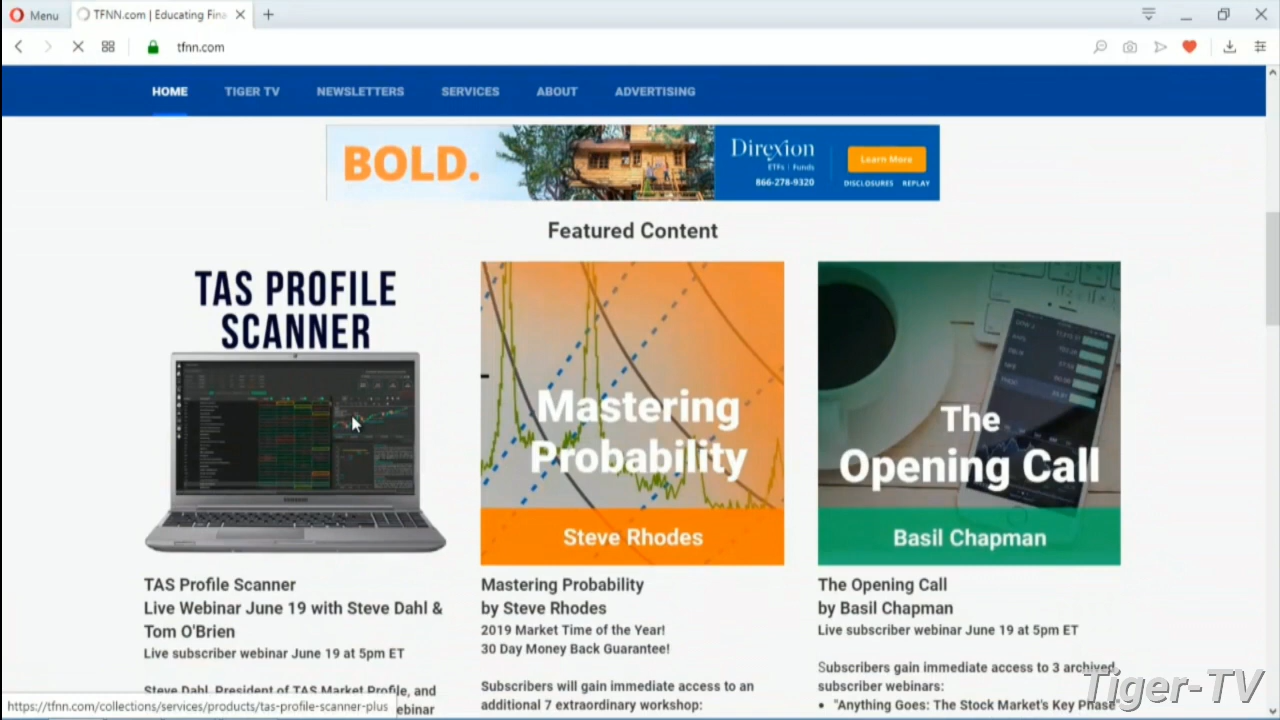 Menu
TFNN.com | Educating Fina
tfnn.com
HOME
TIGER TV
NEWSLETTERS
SERVICES
ABOUT
ADVERTISING
BOLD.
Direxion
ETFs | Funds
866-278-9320
Learn More
DISCLOSURES REPLAY
Featured Content
TAS PROFILE
SCANNER
Mastering
Probability
Steve Rhodes
The
Opening Call
Basil Chapman
TAS Profile Scanner
Live Webinar June 19 with Steve Dahl &
Tom O'Brien
Live subscriber webinar June 19 at 5pm ET
Steve Dahl, President of TAS Market Profile, and
webinar
Mastering Probability
by Steve Rhodes
2019 Market Time of the Year!
30 Day Money Back Guarantee!
Subscribers will gain immediate access to an
additional 7 extraordinary workshop:
The Opening Call
by Basil Chapman
Live subscriber webinar June 19 at 5pm ET
Subscribers gain immediate access to 3 archived
subscriber webinars:
• "Anything Goes: The Stock Market's Key Phase"
https://tfnn.com/collections/services/products/tas-profile-scanner-plus
Tiger-TV